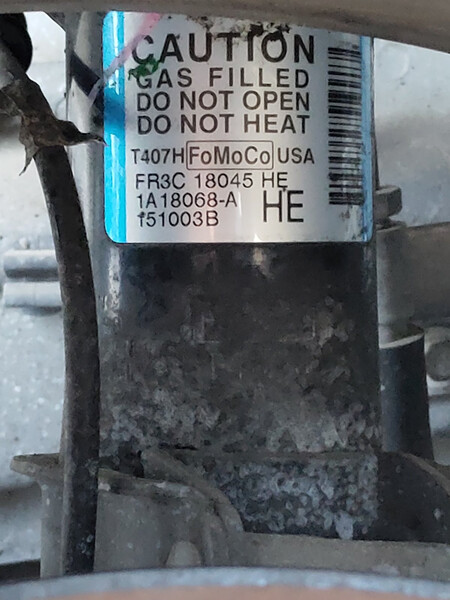 CAUTION
GAS FILLED
DO NOT OPEN
DO NOT HEAT
T407H FoMoCo USA
FR3C 18045 HE
1A18068-A
151003B HE